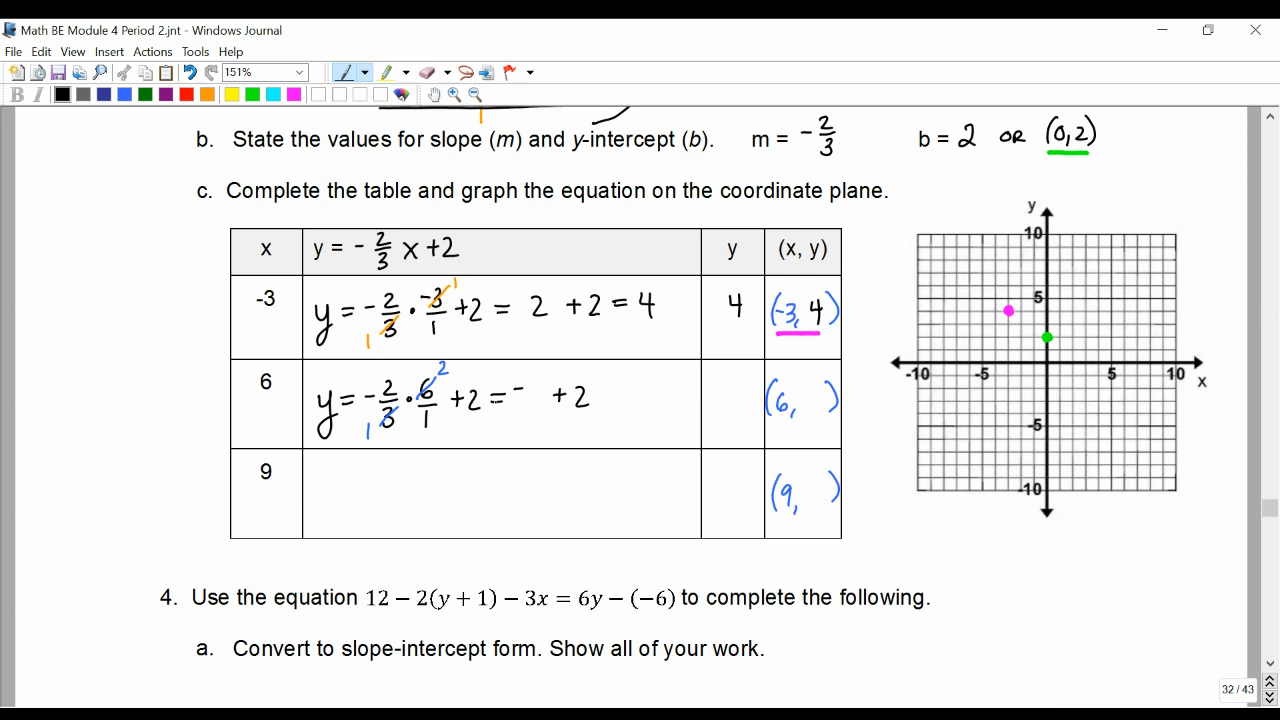 Math BE Module 4 Period 2.jnt - Windows Journal
File Edit View Insert Actions Tools Help
151%
B I
b. State the values for slope (m) and y-intercept (b). m = -2/3 b = 2 OR (0,2)
c. Complete the table and graph the equation on the coordinate plane.
x y = -2/3 x +2 y (x, y)
-3 y = -2/3 • -3/1 +2 = 2 +2 = 4 4 (-3, 4)
1 1
6 y = -2/3 • 6/1 +2 = - +2 (6, )
2 1
9 (9, )
y
10
5
-10 -5 5 10 x
-5
-10
4. Use the equation 12 − 2(y + 1) − 3x = 6y − (−6) to complete the following.
a. Convert to slope-intercept form. Show all of your work.
32 / 43